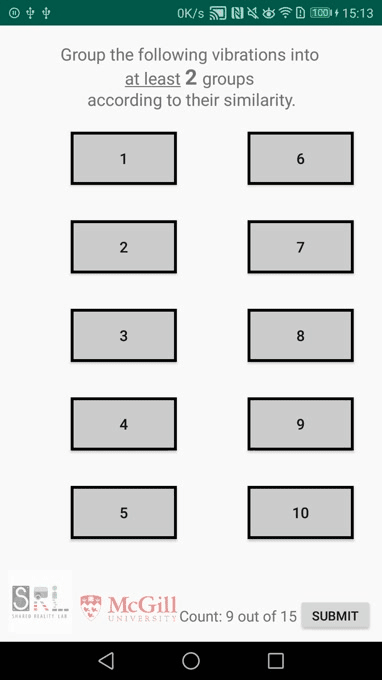 0K/s 100 15:13
Group the following vibrations into
at least 2 groups
according to their similarity.
1 6
2 7
3 8
4 9
5 10
SRL...
SHARED REALITY LAB
McGill
UNIVERSITY
Count: 9 out of 15 SUBMIT